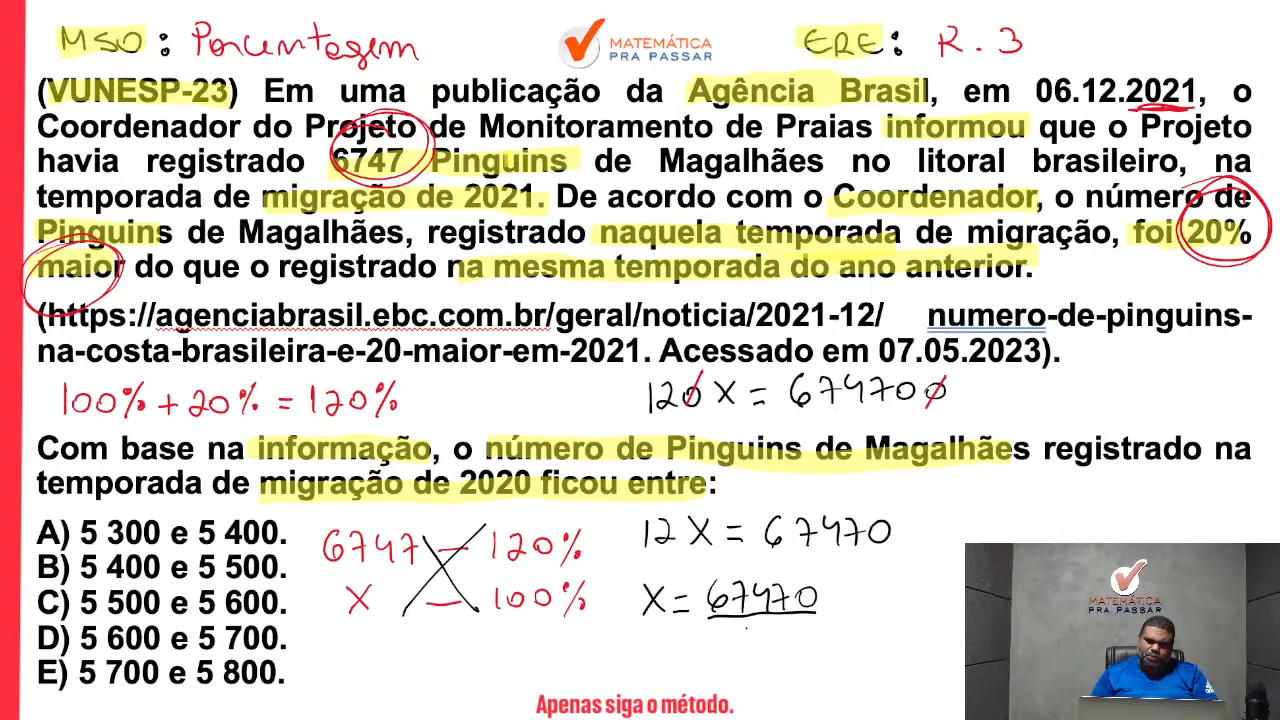 MSO : Porcentagem
MATEMÁTICA
PRA PASSAR
ERE : R. 3
(VUNESP-23) Em uma publicação da Agência Brasil, em 06.12.2021, o
Coordenador do Projeto de Monitoramento de Praias informou que o Projeto
havia registrado 6747 Pinguins de Magalhães no litoral brasileiro, na
temporada de migração de 2021. De acordo com o Coordenador, o número de
Pinguins de Magalhães, registrado naquela temporada de migração, foi 20%
maior do que o registrado na mesma temporada do ano anterior.
(https://agenciabrasil.ebc.com.br/geral/noticia/2021-12/ numero-de-pinguins-
na-costa-brasileira-e-20-maior-em-2021. Acessado em 07.05.2023).
100% + 20% = 120%
120 X = 674700
Com base na informação, o número de Pinguins de Magalhães registrado na
temporada de migração de 2020 ficou entre:
A) 5 300 e 5 400.
B) 5 400 e 5 500.
C) 5 500 e 5 600.
D) 5 600 e 5 700.
E) 5 700 e 5 800.
6747 — 120%
X — 100%
12 X = 67470
X = 67470
MATEMÁTICA
PRA PASSAR
Apenas siga o método.